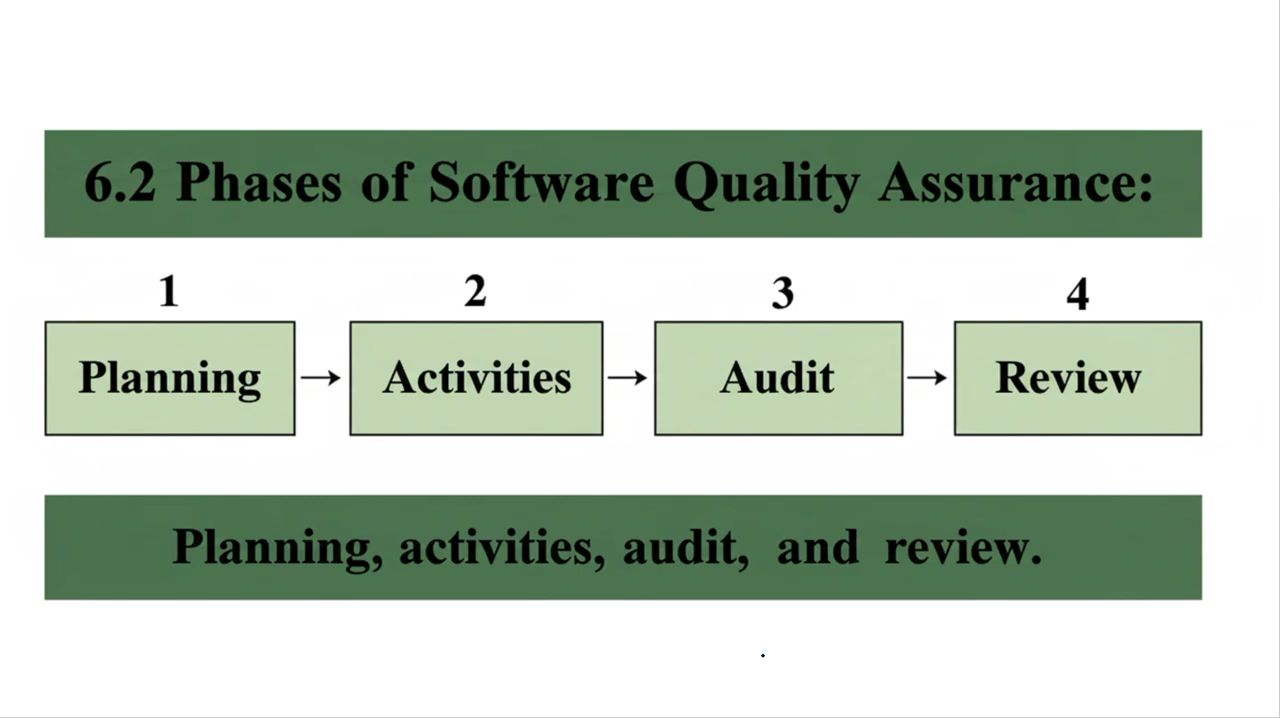 6.2 Phases of Software Quality Assurance:
1 2 3 4
Planning → Activities → Audit → Review
Planning, activities, audit, and review.